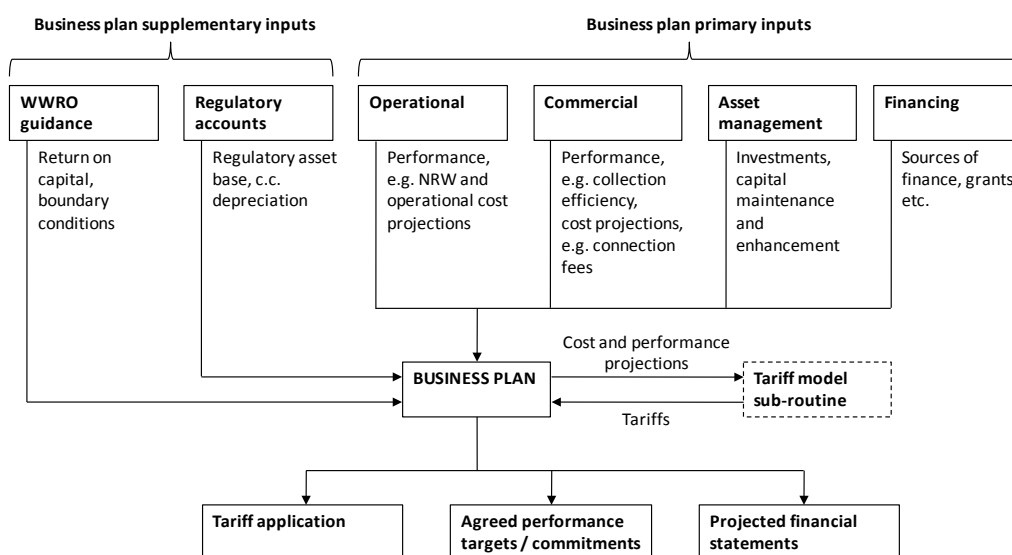 Business plan supplementary inputs
Business plan primary inputs
WWRO
guidance
Regulatory
accounts
Operational
Commercial
Asset
management
Financing
Return on
capital,
boundary
conditions
Regulatory asset
base, c.c.
depreciation
Performance,
e.g. NRW and
operational cost
projections
Performance,
e.g. collection
efficiency,
cost projections,
e.g. connection
fees
Investments,
capital
maintenance
and
enhancement
Sources of
finance, grants
etc.
Cost and performance
projections
BUSINESS PLAN
Tariff model
sub-routine
Tariffs
Tariff application
Agreed performance
targets / commitments
Projected financial
statements